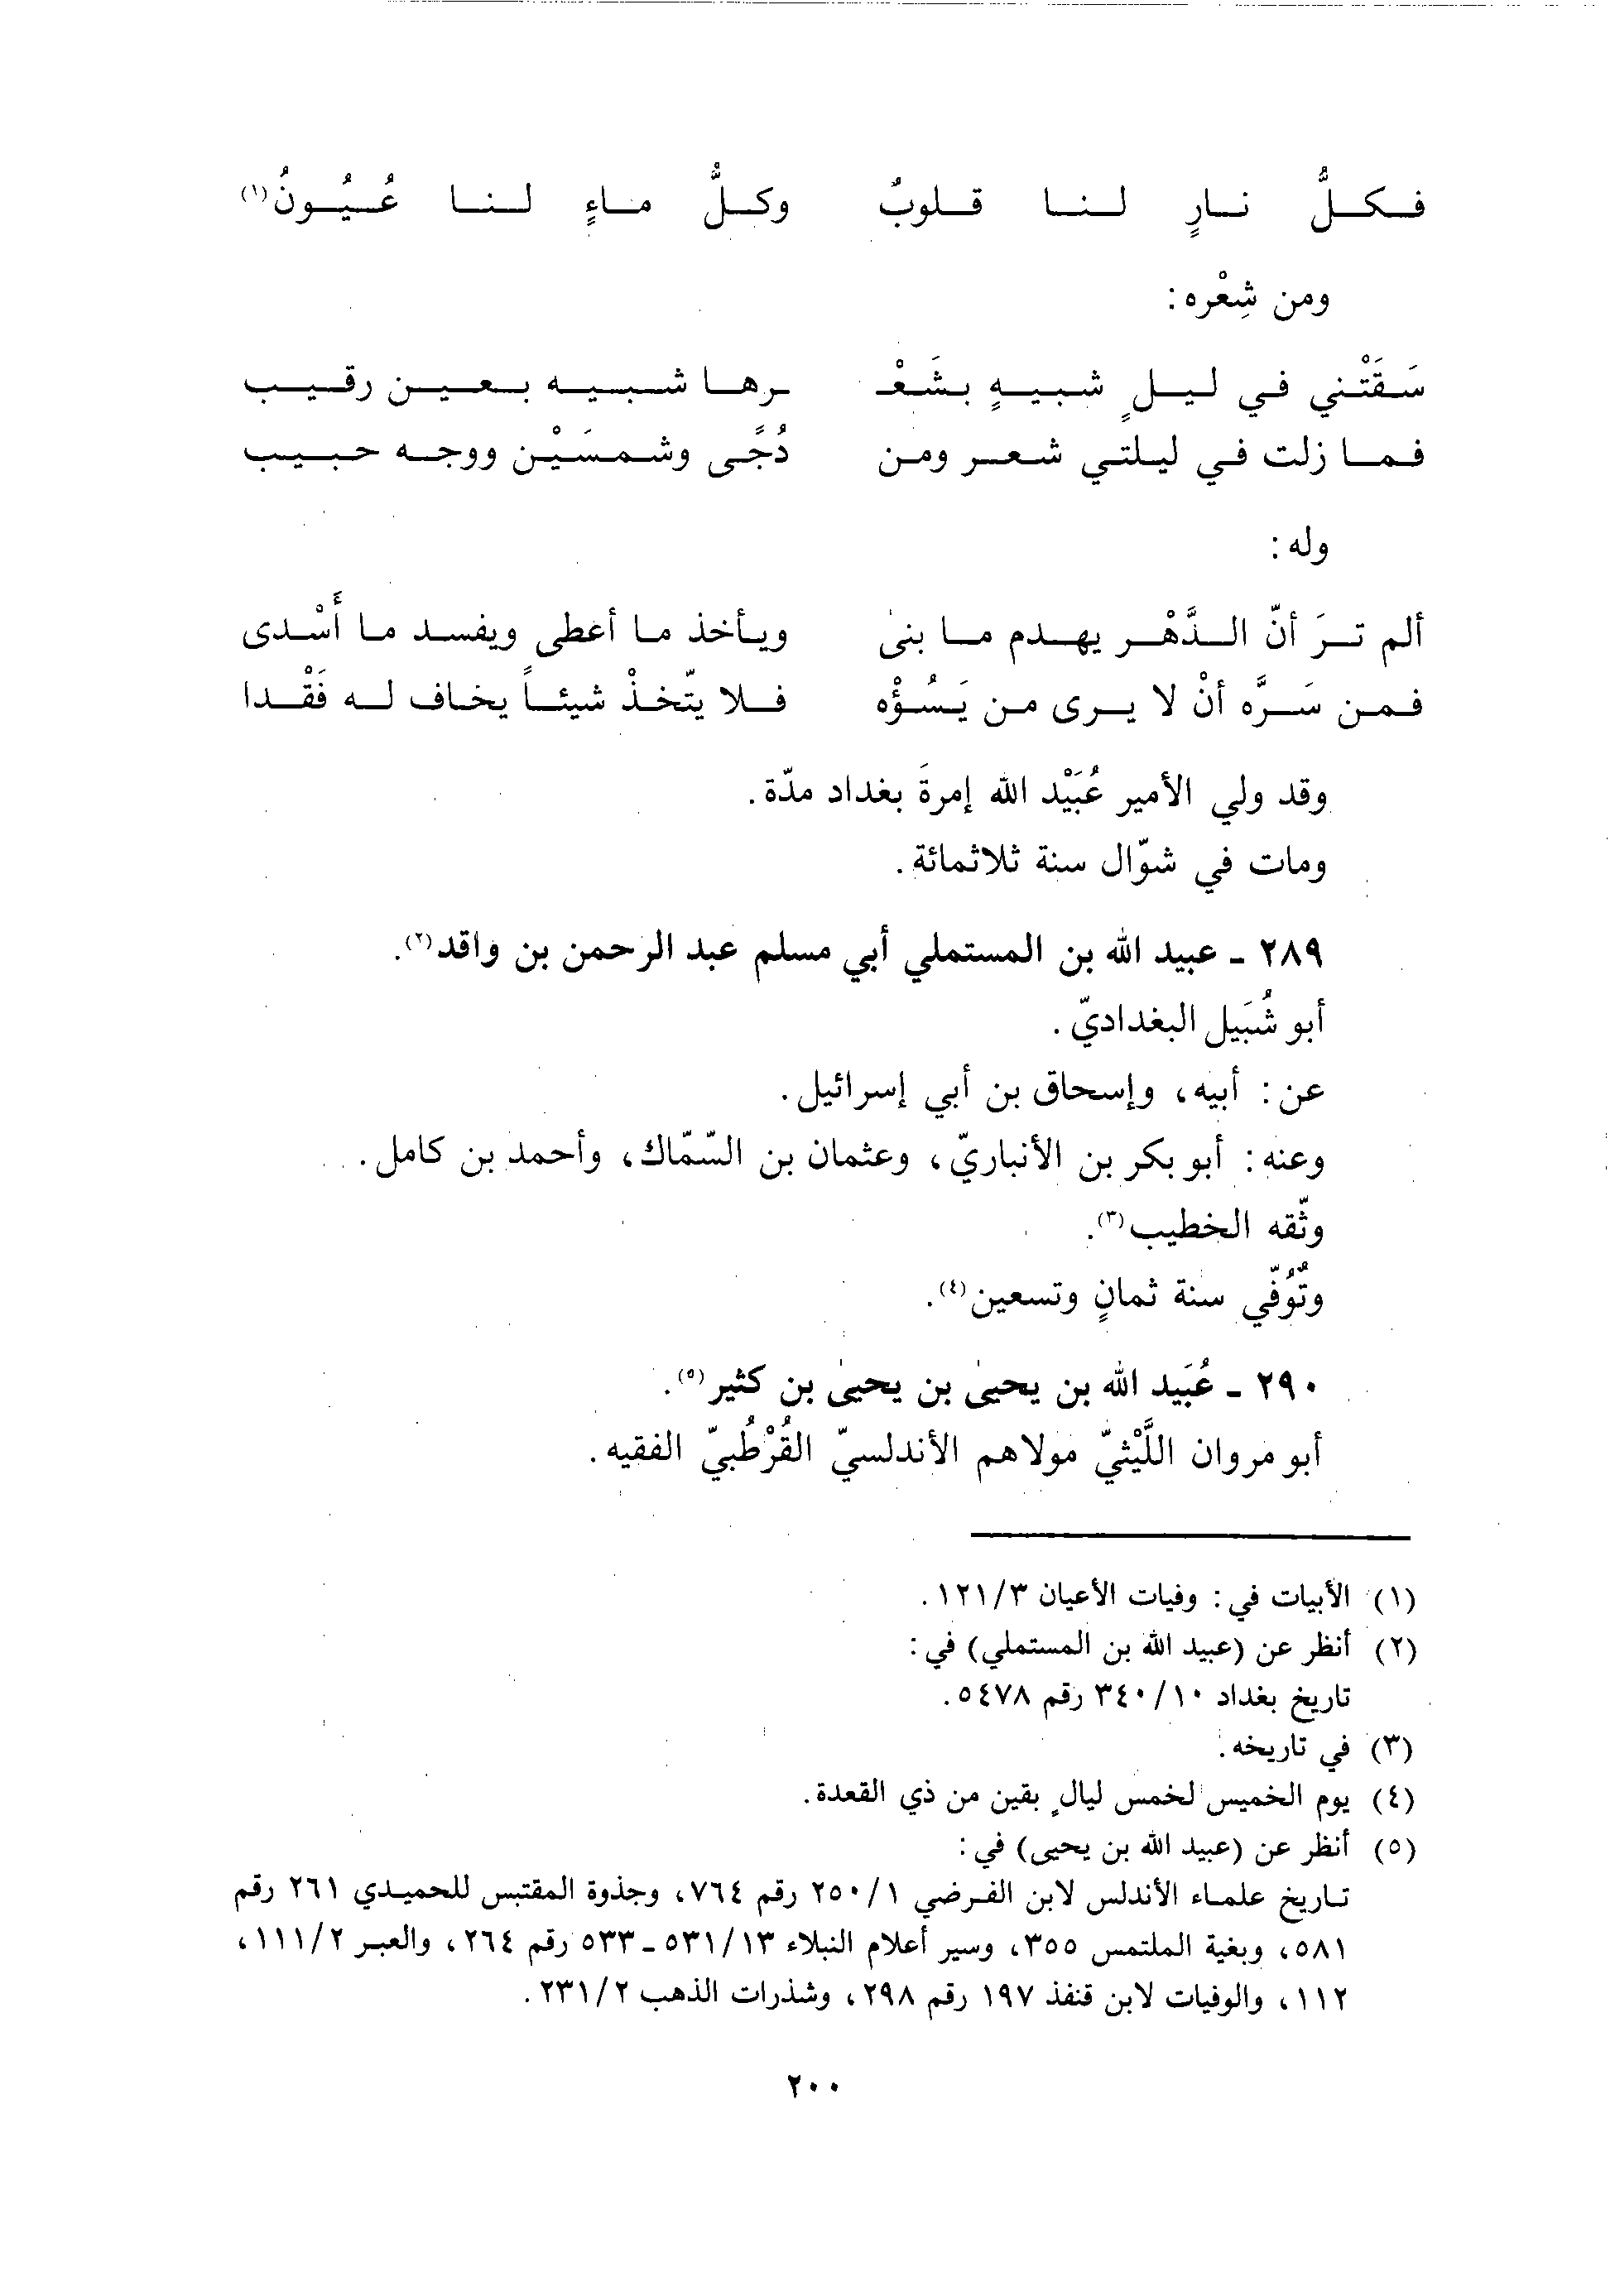 فكلُّ نارٍ لنا قلوبٌ وكلُّ ماءٍ لنا عُيُونُ(١)
ومن شِعْره:
سَقَتْني في ليلٍ شبيهٍ بشَعْـ ـرها شبيه بعين رقيب
فما زلت في ليلتي شعر ومن دُجًى وشمسَيْن ووجه حبيب
وله:
ألم ترَ أنّ الدَّهْر يهدم ما بنىٰ ويأخذ ما أعطى ويفسد ما أَسْدى
فمن سَرَّه أنْ لا يرى من يَسُؤْه فلا يتّخذْ شيئاً يخاف له فَقْدا
وقد ولي الأمير عُبَيْد الله إمرةَ بغداد مدّة.
ومات في شوّال سنة ثلاثمائة.
٢٨٩ - عبيد الله بن المستملي أبي مسلم عبد الرحمن بن واقد(٢).
أبو شُبَيل البغداديّ.
عن: أبيه، وإسحاق بن أبي إسرائيل.
وعنه: أبو بكر بن الأنباريّ، وعثمان بن السّمّاك، وأحمد بن كامل.
وثّقه الخطيب(٣).
وتُوُفّي سنة ثمانٍ وتسعين(٤).
٢٩٠ - عُبَيد الله بن يحيىٰ بن يحيىٰ بن كثير(٥).
أبو مروان اللَّيْثيّ مولاهم الأندلسيّ القُرْطُبيّ الفقيه.
(١) الأبيات في: وفيات الأعيان ١٢١/٣.
(٢) أنظر عن (عبيد الله بن المستملي) في:
تاريخ بغداد ٣٤٠/١٠ رقم ٥٤٧٨.
(٣) في تاريخه.
(٤) يوم الخميس لخمس ليالٍ بقين من ذي القعدة.
(٥) أنظر عن (عبيد الله بن يحيى) في:
تاريخ علماء الأندلس لابن الفرضي ٢٥٠/١ رقم ٧٦٤، وجذوة المقتبس للحميدي ٢٦١ رقم
٥٨١، وبغية الملتمس ٣٥٥، وسير أعلام النبلاء ٥٣١/١٣ - ٥٣٣ رقم ٢٦٤، والعبر ١١١/٢،
١١٢، والوفيات لابن قنفذ ١٩٧ رقم ٢٩٨، وشذرات الذهب ٢٣١/٢.
٢٠٠